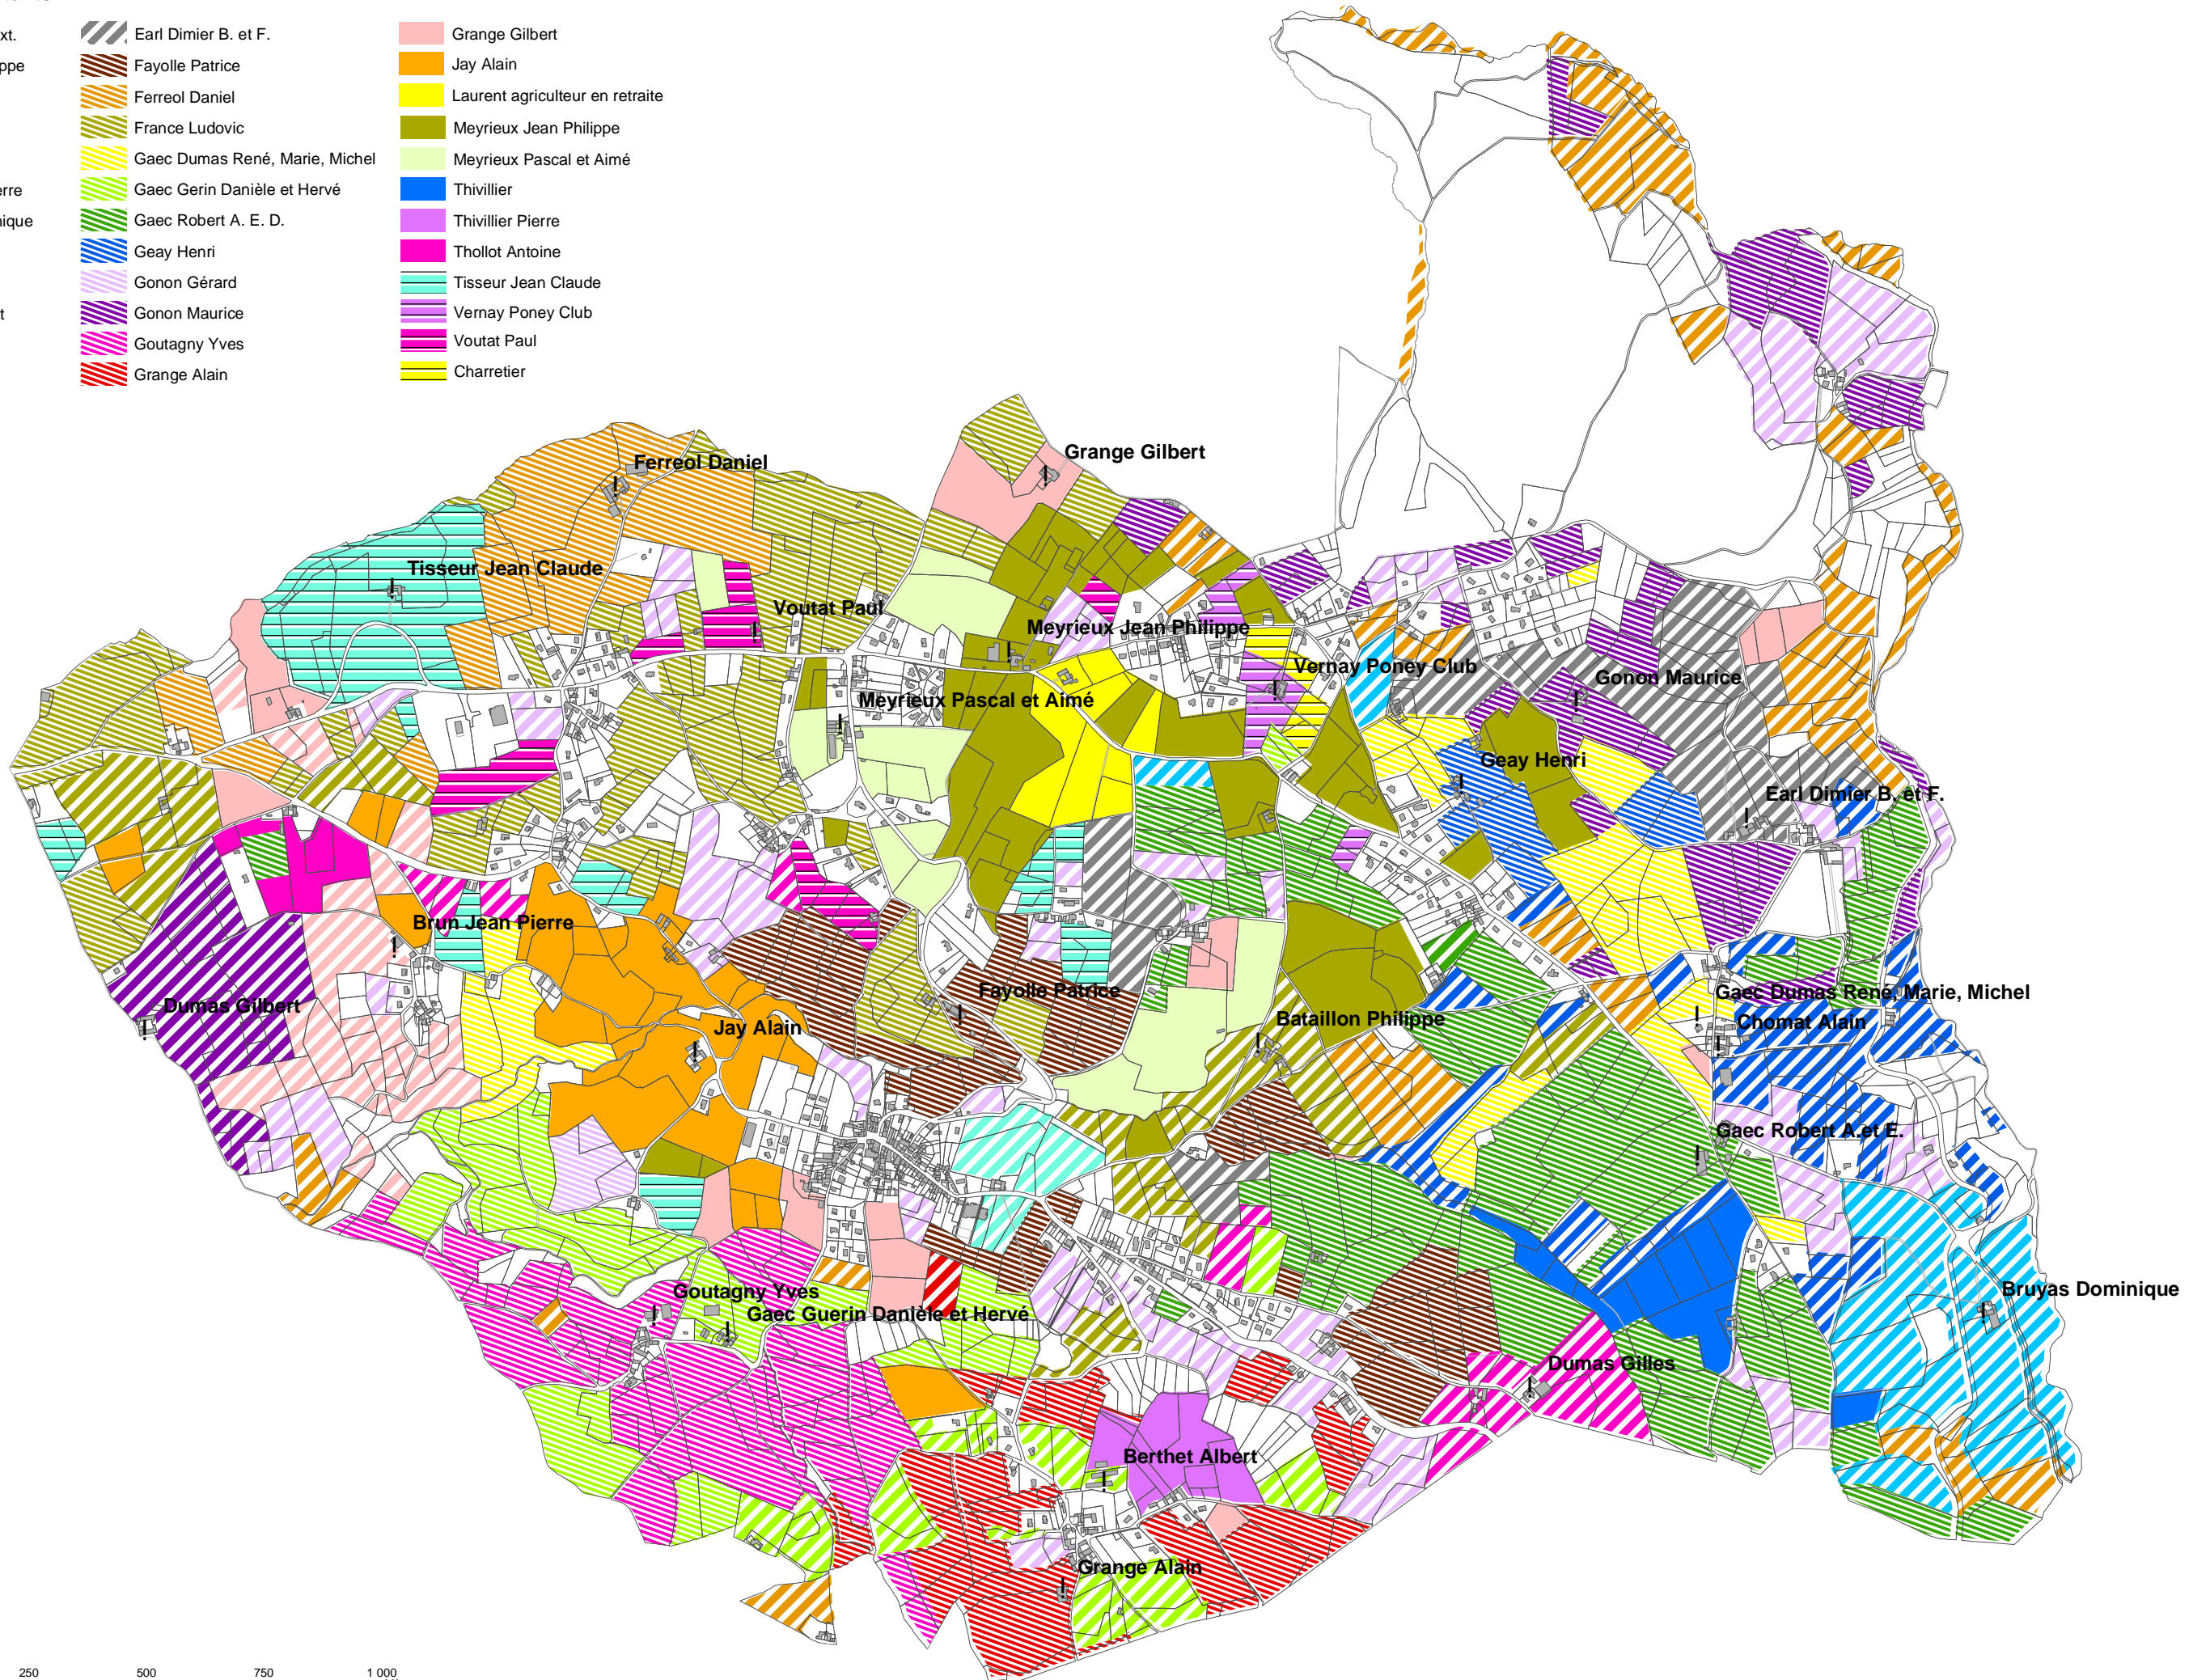 xt.
ppe
erre
nique
t
Earl Dimier B. et F.
Fayolle Patrice
Ferreol Daniel
France Ludovic
Gaec Dumas René, Marie, Michel
Gaec Gerin Danièle et Hervé
Gaec Robert A. E. D.
Geay Henri
Gonon Gérard
Gonon Maurice
Goutagny Yves
Grange Alain
Grange Gilbert
Jay Alain
Laurent agriculteur en retraite
Meyrieux Jean Philippe
Meyrieux Pascal et Aimé
Thivillier
Thivillier Pierre
Thollot Antoine
Tisseur Jean Claude
Vernay Poney Club
Voutat Paul
Charretier
Grange Gilbert
Ferreol Daniel
Tisseur Jean Claude
Voutat Paul
Meyrieux Jean Philippe
Vernay Poney Club
Gonon Maurice
Meyrieux Pascal et Aimé
Geay Henri
Earl Dimier B. et F.
Brun Jean Pierre
Fayolle Patrice
Gaec Dumas René, Marie, Michel
Dumas Gilbert
Jay Alain
Bataillon Philippe
Chomat Alain
Gaec Robert A.et E.
Goutagny Yves
Bruyas Dominique
Gaec Guerin Danièle et Hervé
Dumas Gilles
Berthet Albert
Grange Alain
250 500 750 1 000